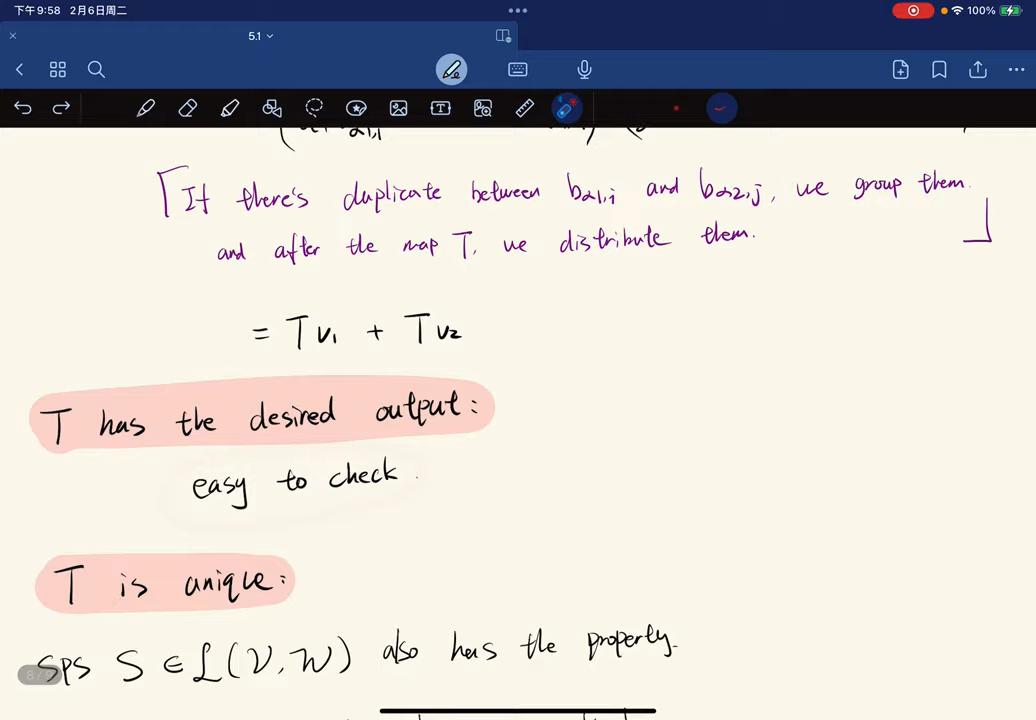 下午9:58 2月6日周二
100%
5.1
If there's duplicate between bα1,i and bα2,j, we group them.
and after the map T, we distribute them.
= Tv1 + Tv2
T has the desired output:
easy to check.
T is unique:
sps S ∈ L(V, W) also has the property.